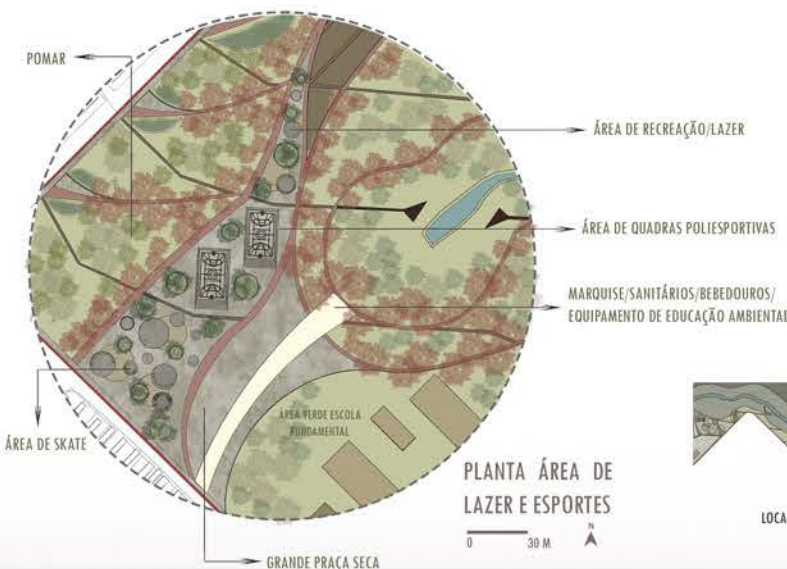 POMAR
ÁREA DE RECREAÇÃO/LAZER
ÁREA DE QUADRAS POLIESPORTIVAS
MARQUISE/SANITÁRIOS/BEBEDOUROS/
EQUIPAMENTO DE EDUCAÇÃO AMBIENTAL
ÁREA VERDE ESCOLA
FUNDAMENTAL
ÁREA DE SKATE
PLANTA ÁREA DE
LAZER E ESPORTES
0 30 M N
LOCA
GRANDE PRAÇA SECA